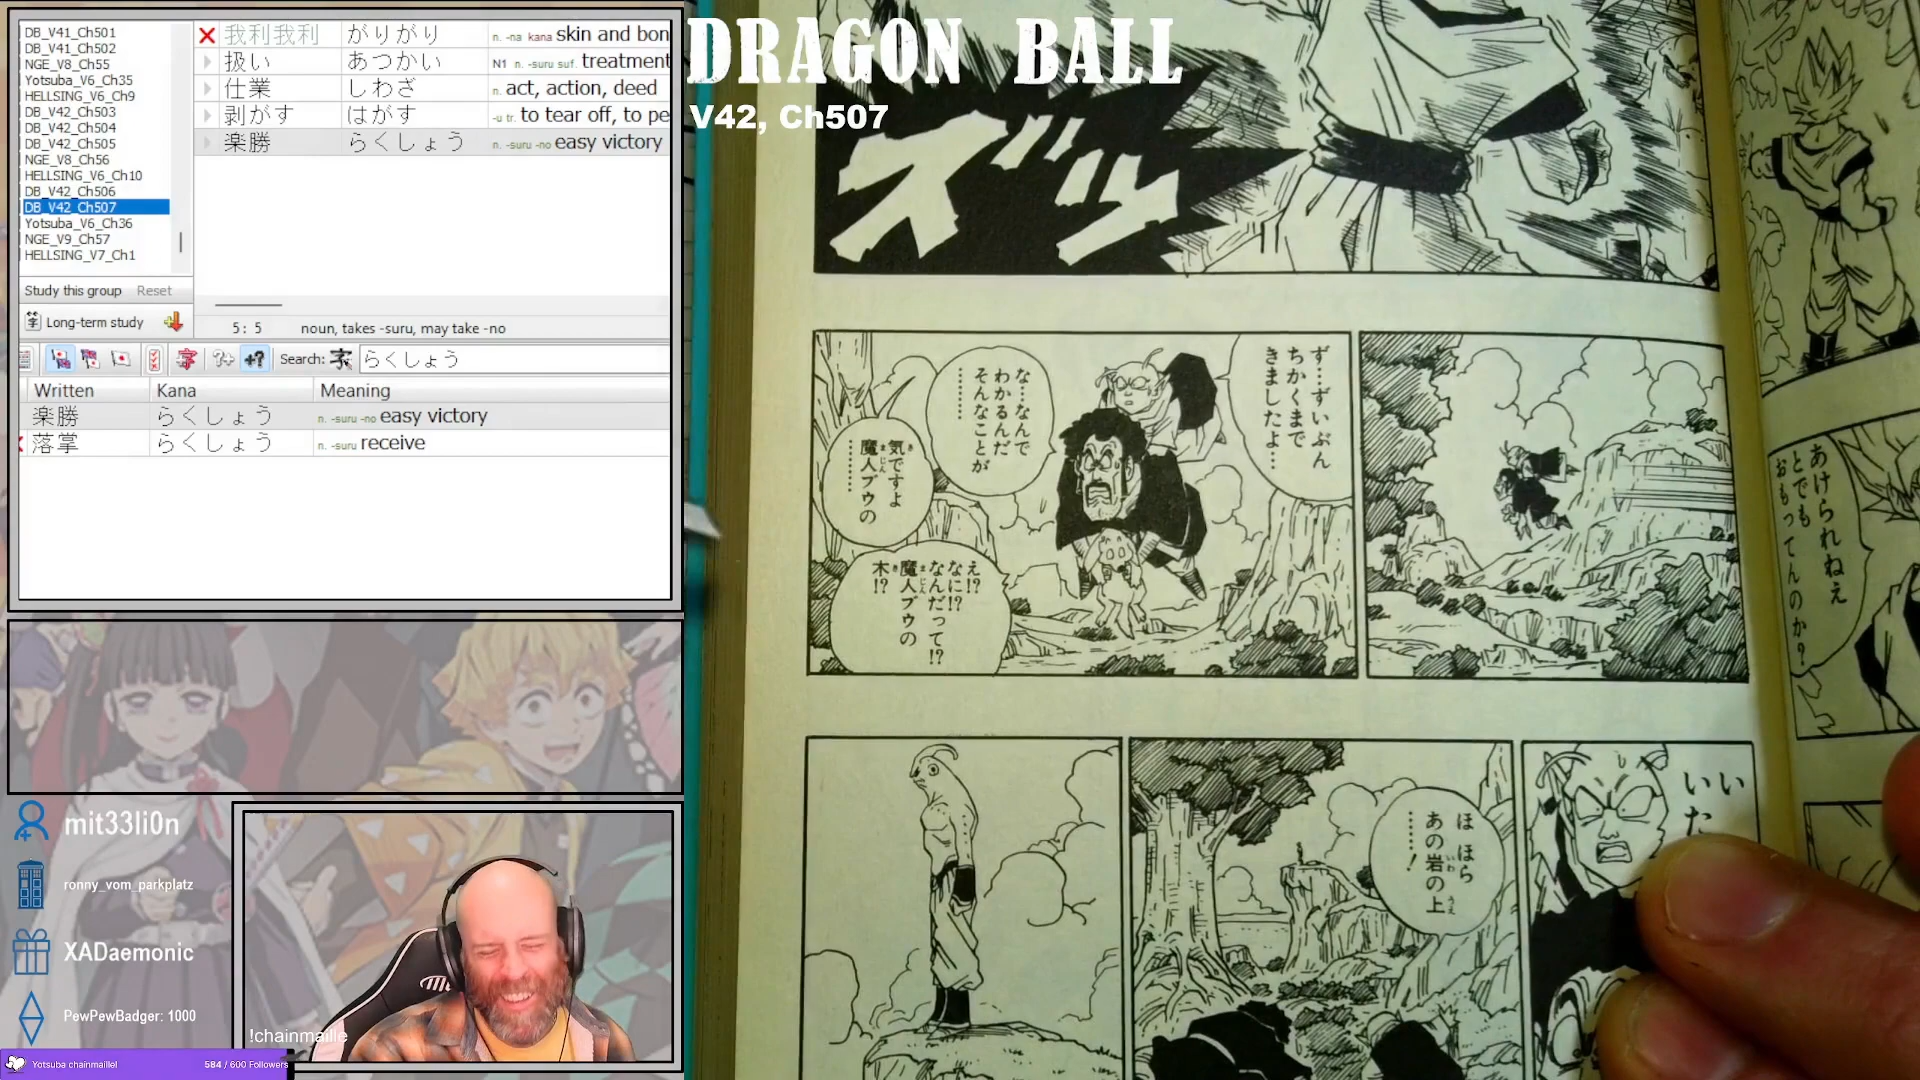 DB_V41_Ch501
DB_V41_Ch502
NGE_V8_Ch55
Yotsuba_V6_Ch35
HELLSING_V6_Ch9
DB_V42_Ch503
DB_V42_Ch504
DB_V42_Ch505
NGE_V8_Ch56
HELLSING_V6_Ch10
DB_V42_Ch506
DB_V42_Ch507
Yotsuba_V6_Ch36
NGE_V9_Ch57
HELLSING_V7_Ch1
Study this group Reset
Long-term study
我利我利 がりがり n. -na kana skin and bon
扱い あつかい N1 n. -suru suf. treatment
仕業 しわざ n. act, action, deed
剥がす はがす -u tr. to tear off, to pe
楽勝 らくしょう n. -suru -no easy victory
5: 5 noun, takes -suru, may take -no
Search: らくしょう
Written Kana Meaning
楽勝 らくしょう n. -suru -no easy victory
落掌 らくしょう n. -suru receive
DRAGON BALL
V42, Ch507
ズッ
ず…ずいぶん
ちかくまで
きましたよ…
な…なんで
わかるんだ
そんなことが
………
気ですよ
魔人ブウの
……
え!?
なに!?
なんだって!?
魔人ブウの
木!?
あけられねえ
とでも
おもってんのか?
い
いた
ほ ほら
あの岩の上
……!
mit33li0n
ronny_vom_parkplatz
XADaemonic
PewPewBadger: 1000
!chainmaille
Yotsuba chainmaille!
584 / 600 Followers